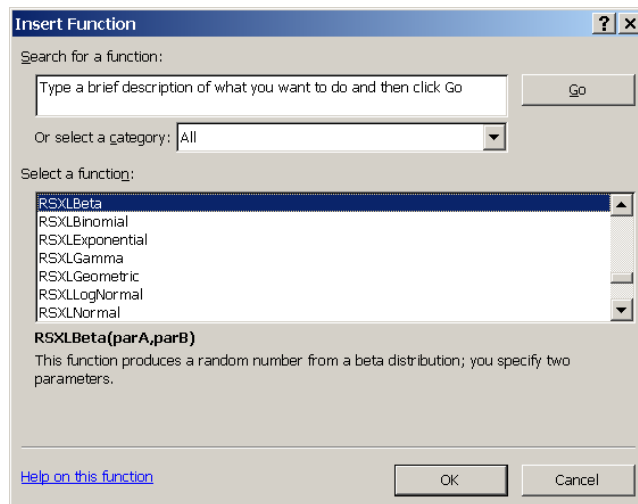 Insert Function
Search for a function:
Type a brief description of what you want to do and then click Go
Go
Or select a category: All
Select a function:
RSXLBeta
RSXLBinomial
RSXLExponential
RSXLGamma
RSXLGeometric
RSXLLogNormal
RSXLNormal
RSXLBeta(parA,parB)
This function produces a random number from a beta distribution; you specify two
parameters.
Help on this function
OK
Cancel